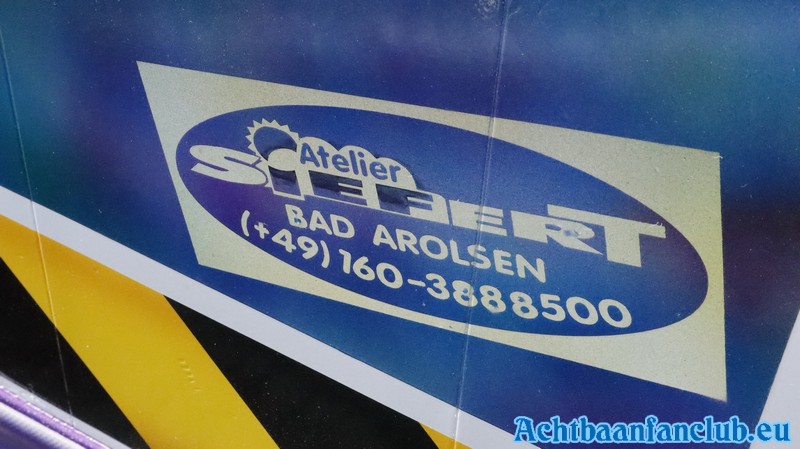 Atelier
SIEFERT
BAD AROLSEN
(+49) 160-3888500
Achtbaanfanclub.eu